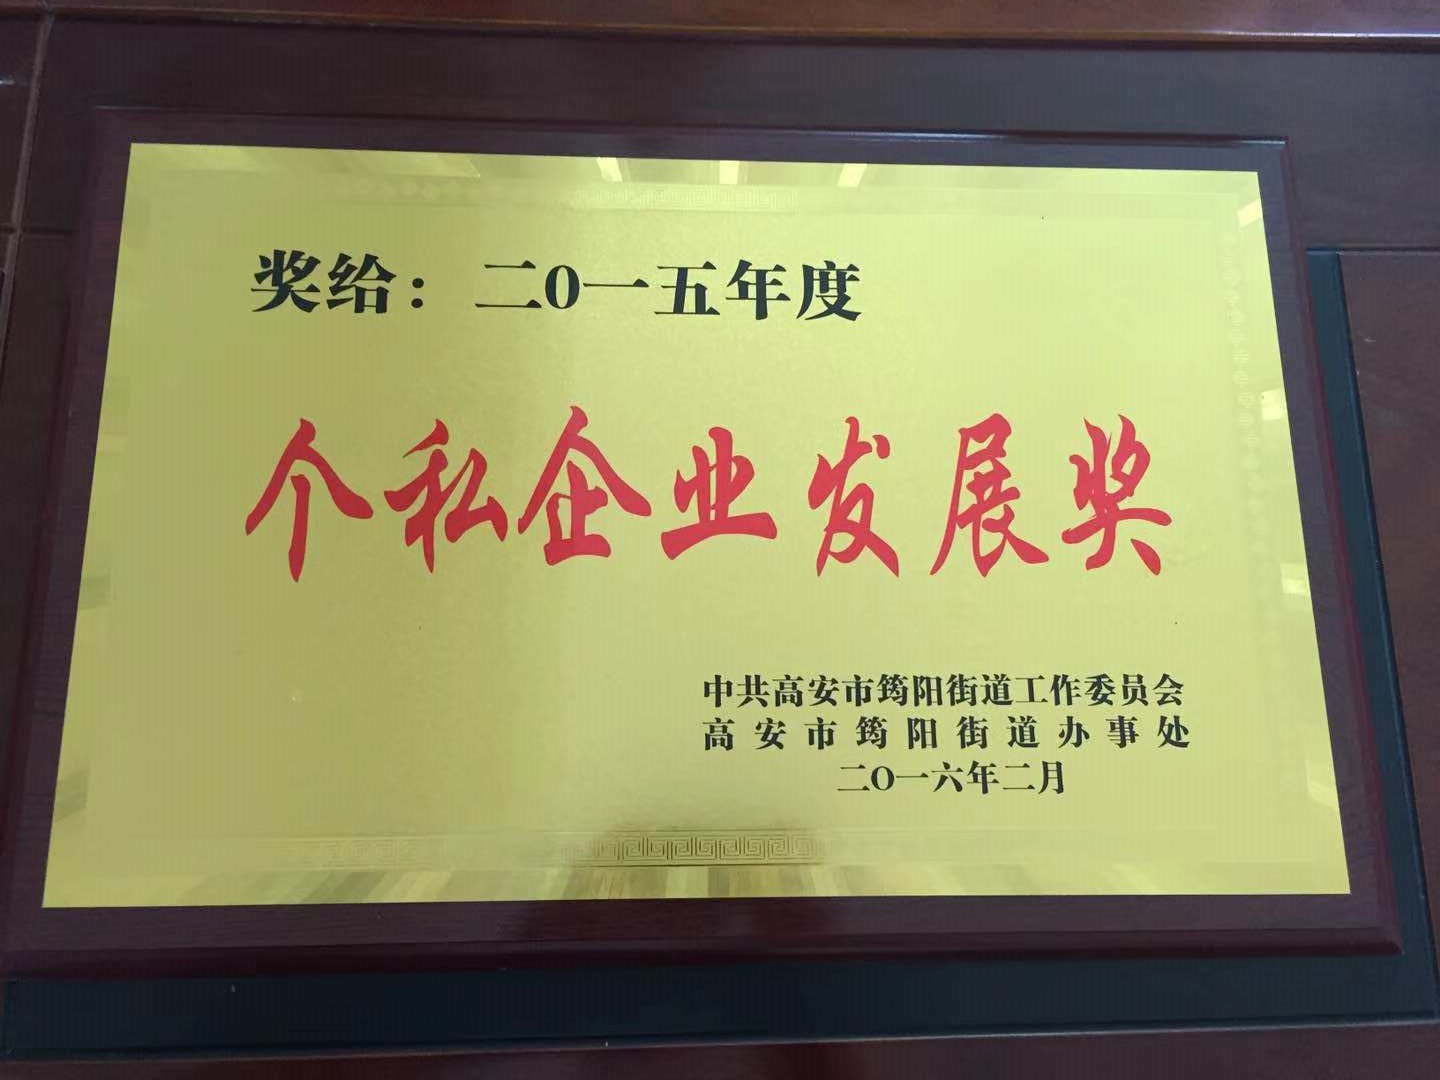 奖给：二0一五年度
个私企业发展奖
中共高安市筠阳街道工作委员会
高安市筠阳街道办事处
二O一六年二月